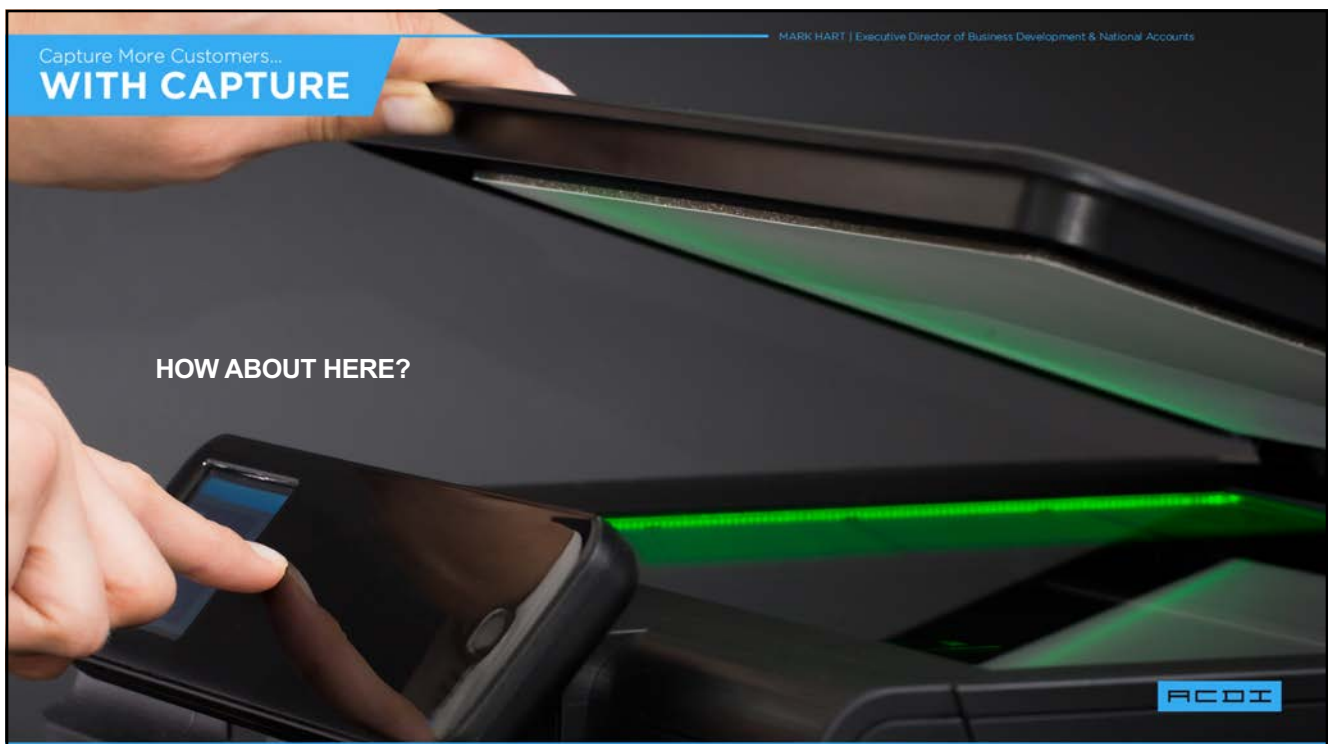 Capture More Customers...
WITH CAPTURE
MARK HART | Executive Director of Business Development & National Accounts
HOW ABOUT HERE?
ACDI